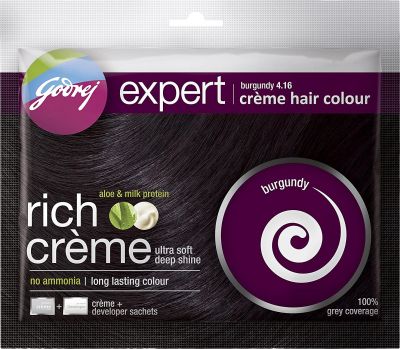 Godrej
expert
burgundy 4.16
crème hair colour
aloe & milk protein
rich
crème
ultra soft
deep shine
no ammonia | long lasting colour
crème +
developer sachets
burgundy
100%
grey coverage